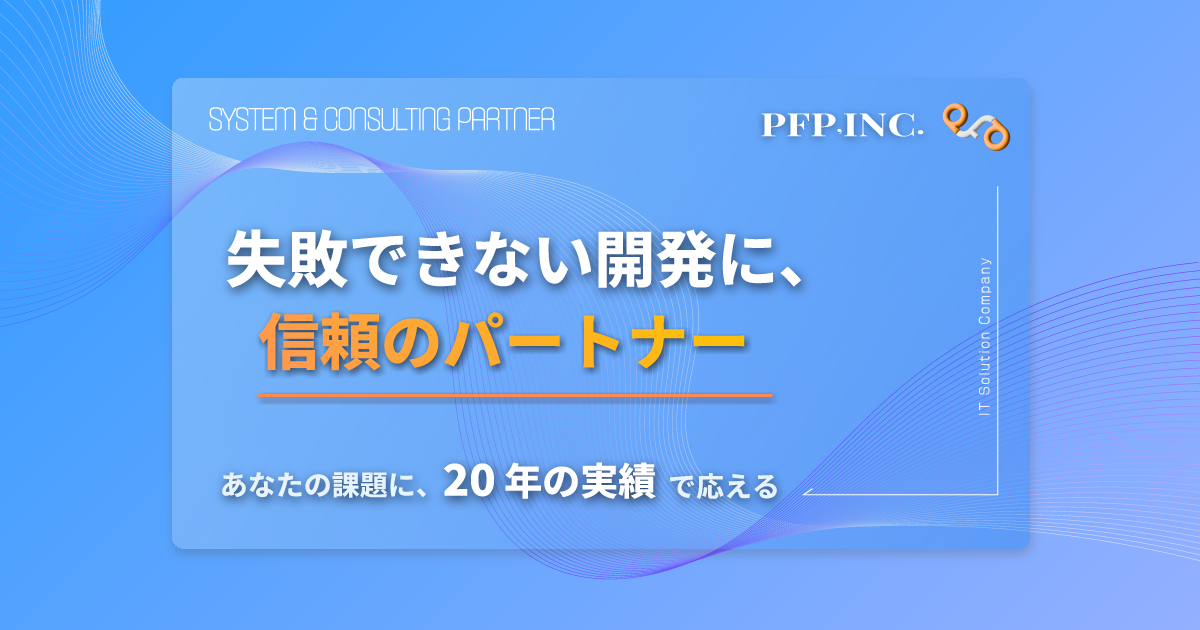 SYSTEM & CONSULTING PARTNER
PFP.INC.
pfp
失敗できない開発に、
信頼のパートナー
あなたの課題に、20年の実績で応える
IT Solution Company